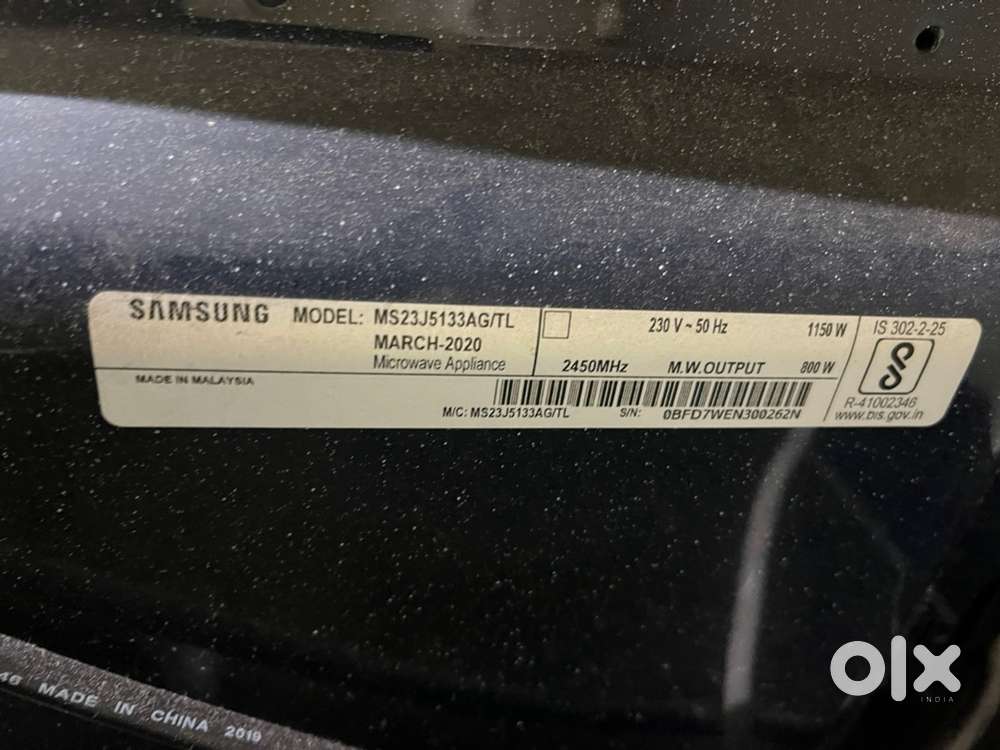 SAMSUNG MODEL: MS23J5133AG/TL
MARCH-2020
Microwave Appliance
MADE IN MALAYSIA
230 V ~ 50 Hz 1150 W
2450MHz M.W.OUTPUT 800 W
M/C: MS23J5133AG/TL S/N: 0BFD7WEN300262N
IS 302-2-25
R-41002346
www.bis.gov.in
46 MADE IN CHINA 2019
olx
INDIA